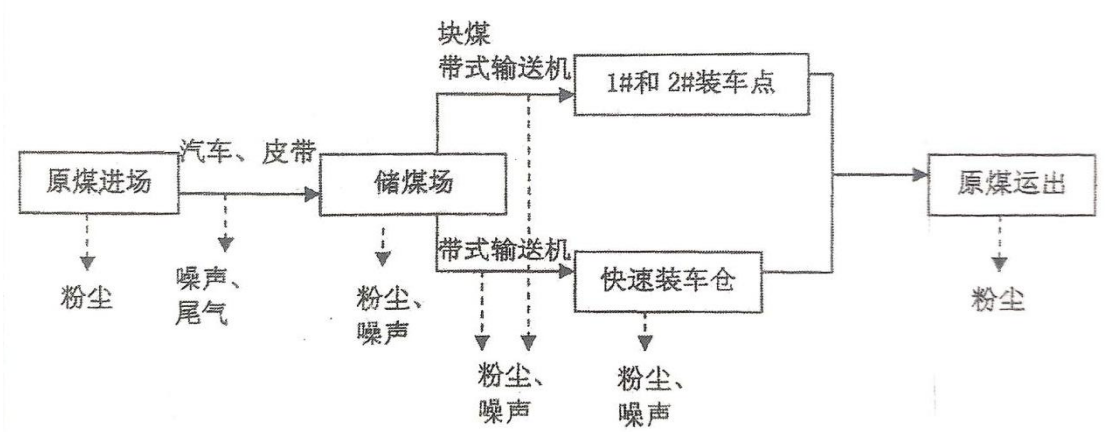 块煤
带式输送机
1#和 2#装车点
汽车、皮带
原煤进场
储煤场
原煤运出
带式输送机
快速装车仓
粉尘
噪声、
尾气
粉尘、
噪声
粉尘、
噪声
粉尘、
噪声
粉尘